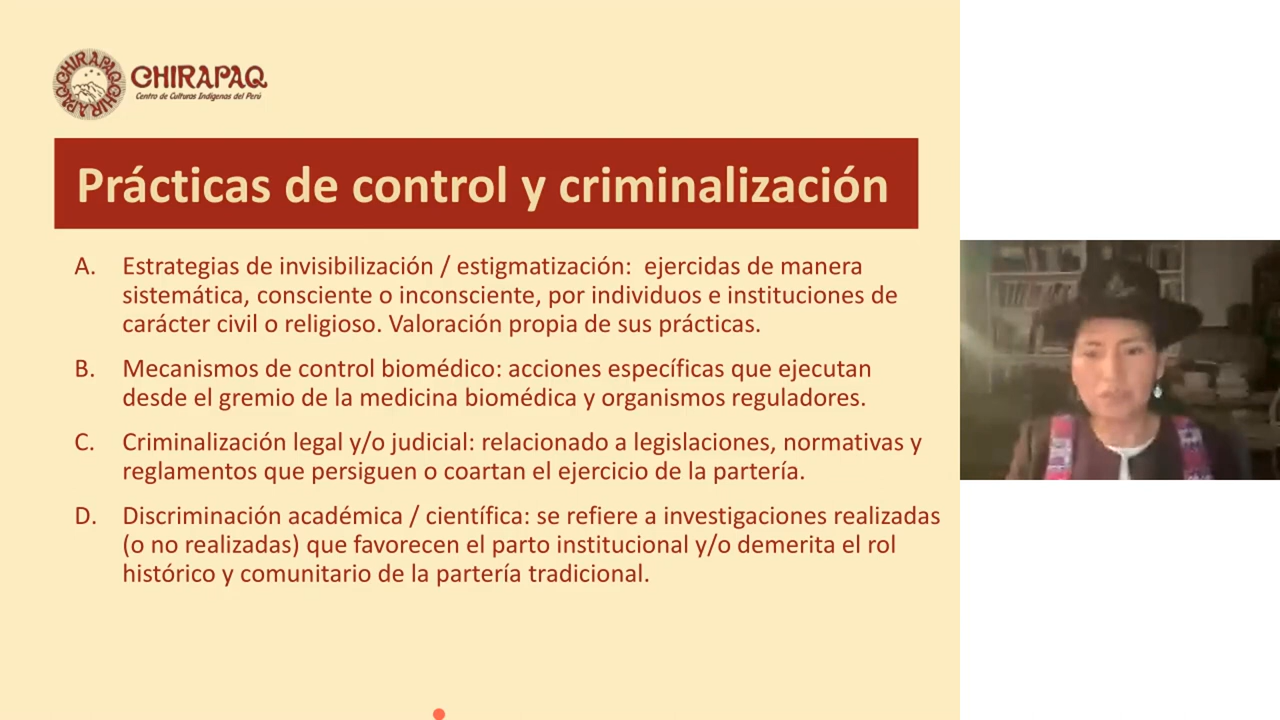 CHIRAPAQ
Centro de Culturas Indígenas del Perú
Prácticas de control y criminalización
A. Estrategias de invisibilización / estigmatización:  ejercidas de manera
sistemática, consciente o inconsciente, por individuos e instituciones de
carácter civil o religioso. Valoración propia de sus prácticas.
B. Mecanismos de control biomédico: acciones específicas que ejecutan
desde el gremio de la medicina biomédica y organismos reguladores.
C. Criminalización legal y/o judicial: relacionado a legislaciones, normativas y
reglamentos que persiguen o coartan el ejercicio de la partería.
D. Discriminación académica / científica: se refiere a investigaciones realizadas
(o no realizadas) que favorecen el parto institucional y/o demerita el rol
histórico y comunitario de la partería tradicional.